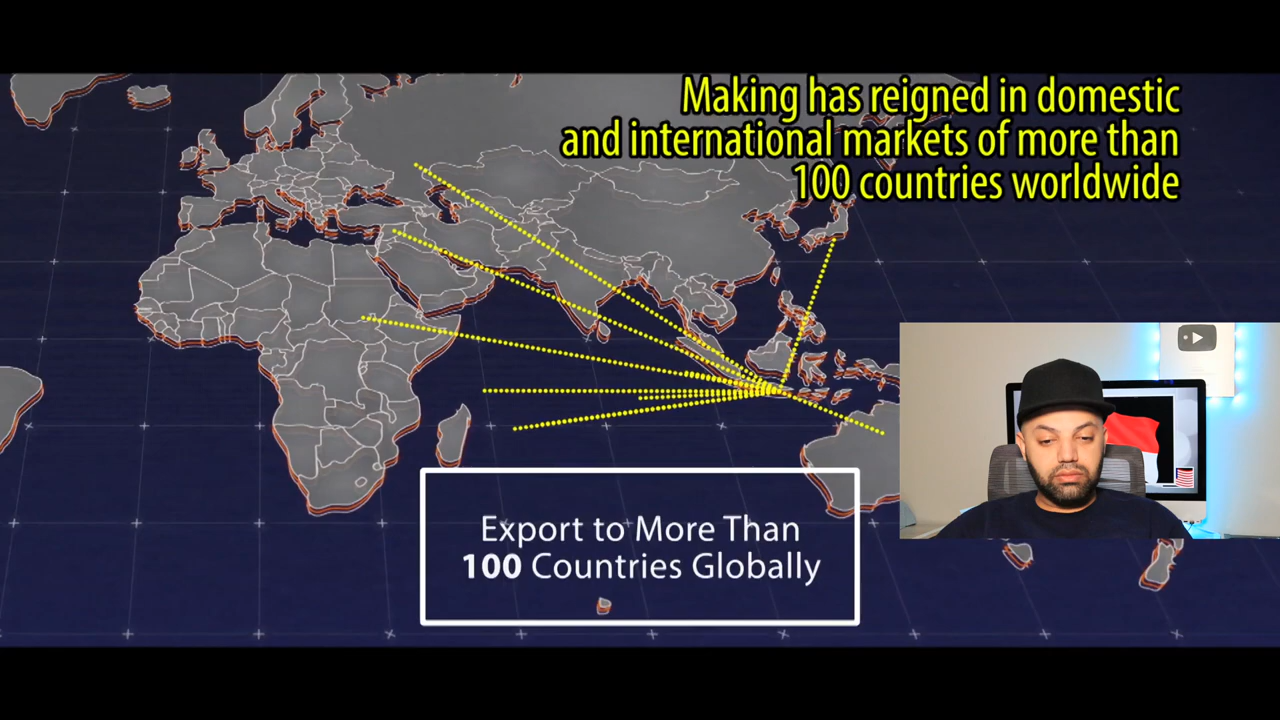 Making has reigned in domestic
and international markets of more than
100 countries worldwide
Export to More Than
100 Countries Globally